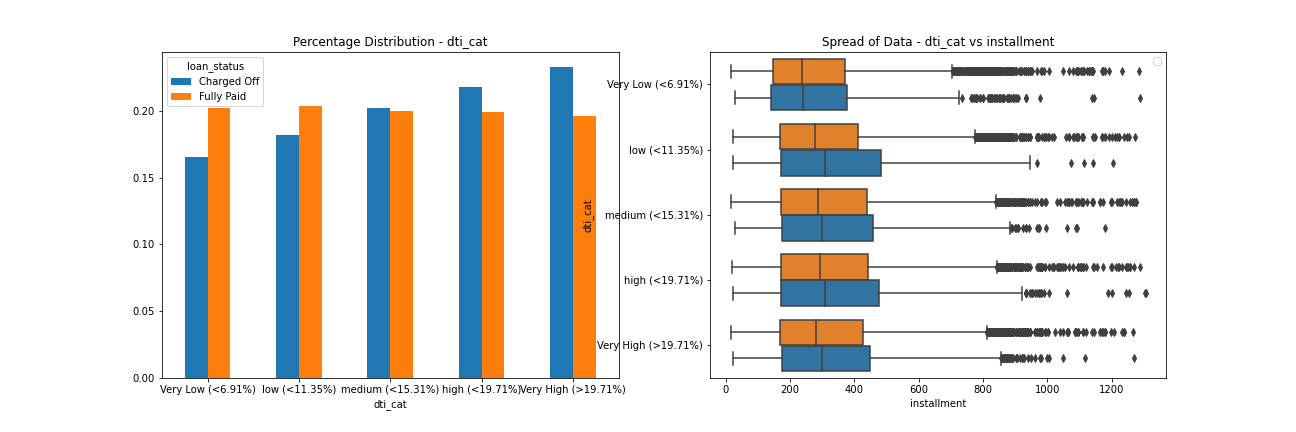 Percentage Distribution - dti_cat
loan_status
Charged Off
Fully Paid
0.20
0.15
0.10
0.05
0.00
Very Low (<6.91%)
low (<11.35%)
medium (<15.31%)
high (<19.71%)
Very High (>19.71%)
dti_cat
Spread of Data - dti_cat vs installment
dti_cat
Very Low (<6.91%)
low (<11.35%)
medium (<15.31%)
high (<19.71%)
Very High (>19.71%)
0
200
400
600
800
1000
1200
installment